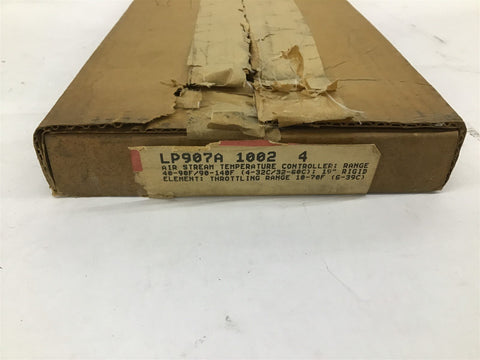 LP907A 1002 4
AIR STREAM TEMPERATURE CONTROLLER: RANGE
40-90F/90-140F (4-32C/32-60C); 15" RIGID
ELEMENT: THROTTLING RANGE 10-70F (6-39C)